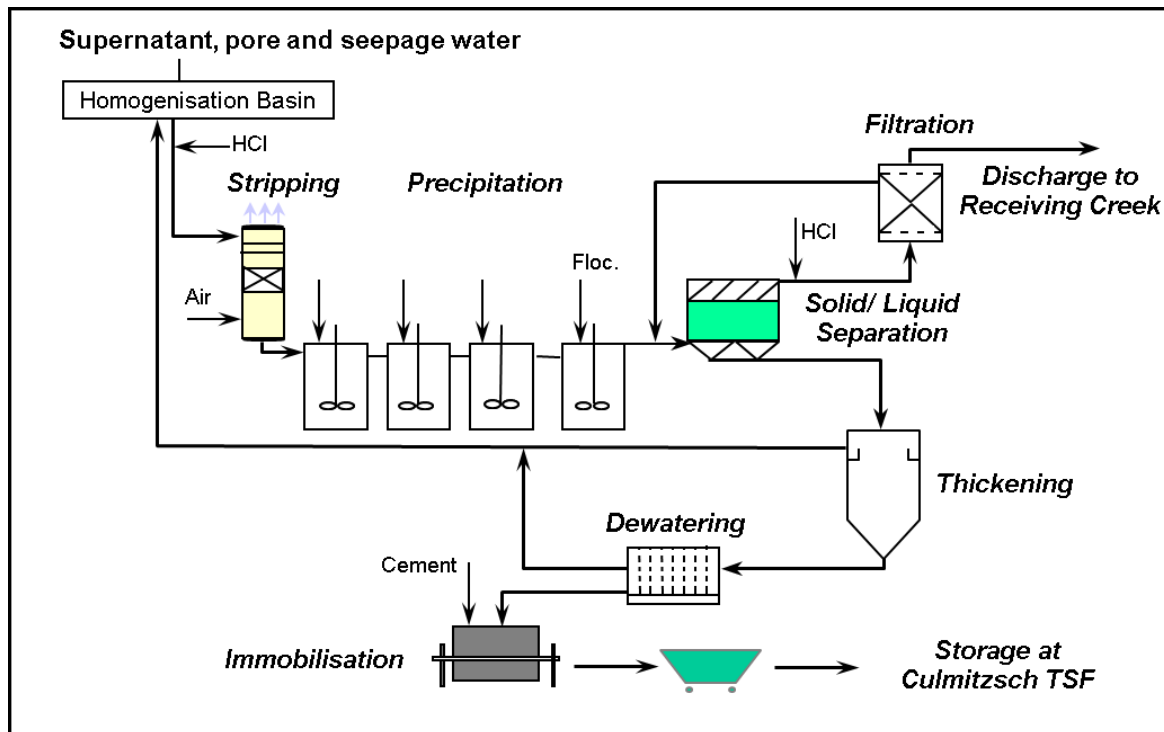 Supernatant, pore and seepage water
Homogenisation Basin
HCl
Stripping
Precipitation
Filtration
Discharge to
Receiving Creek
HCl
Floc.
Air
Solid/ Liquid
Separation
Thickening
Dewatering
Cement
Immobilisation
Storage at
Culmitzsch TSF